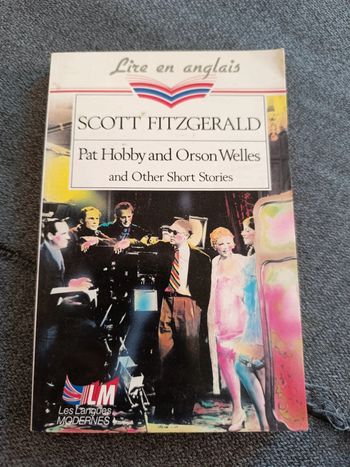 Lire en anglais
SCOTT FITZGERALD
Pat Hobby and Orson Welles
and Other Short Stories
LM
Les Langues
MODERNES